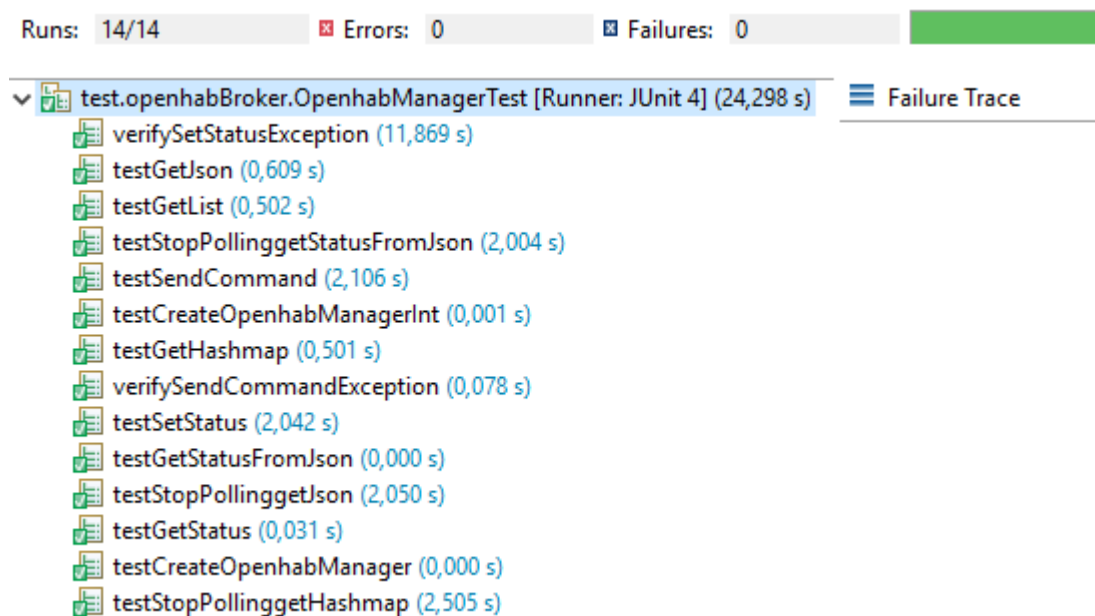 Runs: 14/14 Errors: 0 Failures: 0
test.openhabBroker.OpenhabManagerTest [Runner: JUnit 4] (24,298 s) Failure Trace
verifySetStatusException (11,869 s)
testGetJson (0,609 s)
testGetList (0,502 s)
testStopPollinggetStatusFromJson (2,004 s)
testSendCommand (2,106 s)
testCreateOpenhabManagerInt (0,001 s)
testGetHashmap (0,501 s)
verifySendCommandException (0,078 s)
testSetStatus (2,042 s)
testGetStatusFromJson (0,000 s)
testStopPollinggetJson (2,050 s)
testGetStatus (0,031 s)
testCreateOpenhabManager (0,000 s)
testStopPollinggetHashmap (2,505 s)